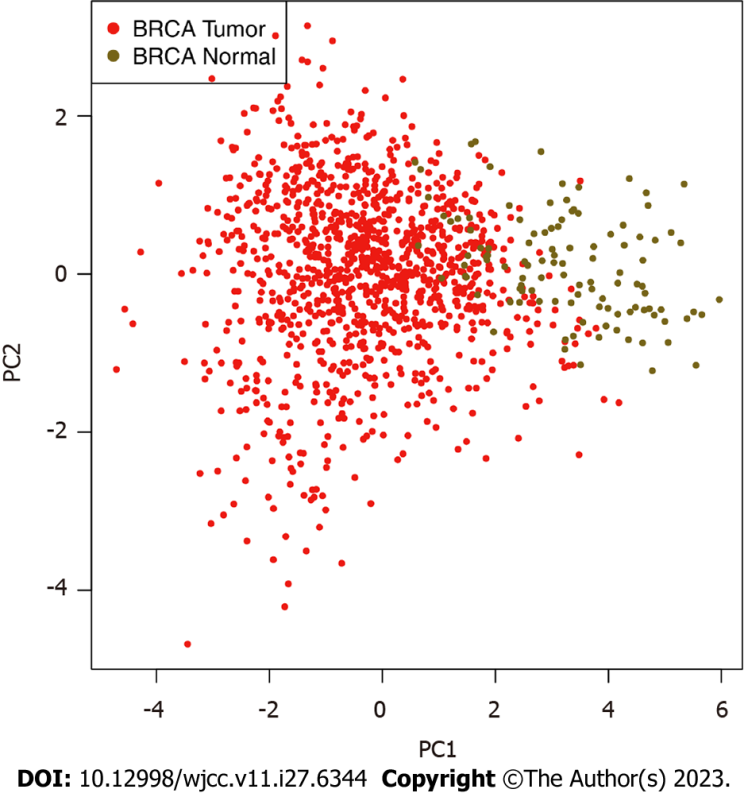 BRCA Tumor
BRCA Normal
2
0
-2
-4
PC2
-4
-2
0
2
4
6
PC1
DOI: 10.12998/wjcc.v11.i27.6344 Copyright ©The Author(s) 2023.